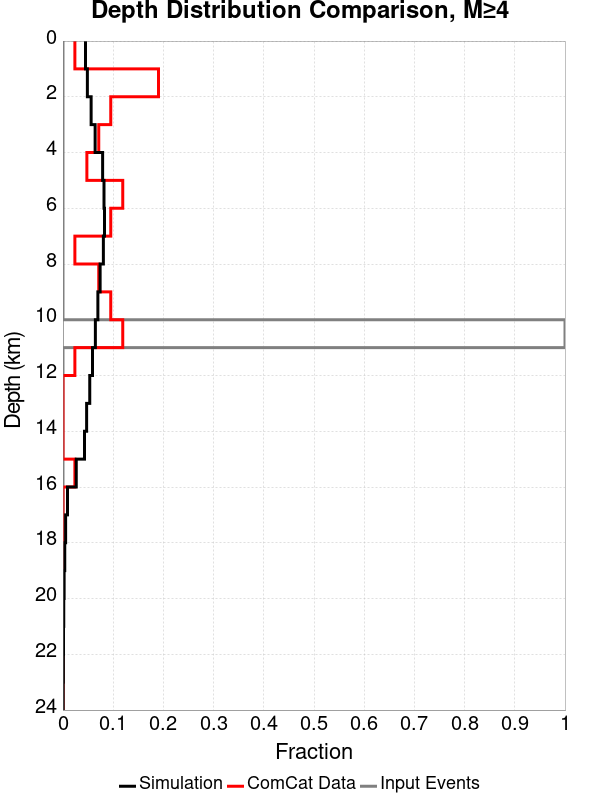 Depth Distribution Comparison, M≥4
0
2
4
6
8
10
12
14
16
18
20
22
24
Depth (km)
0 0.1 0.2 0.3 0.4 0.5 0.6 0.7 0.8 0.9 1
Fraction
Simulation ComCat Data Input Events